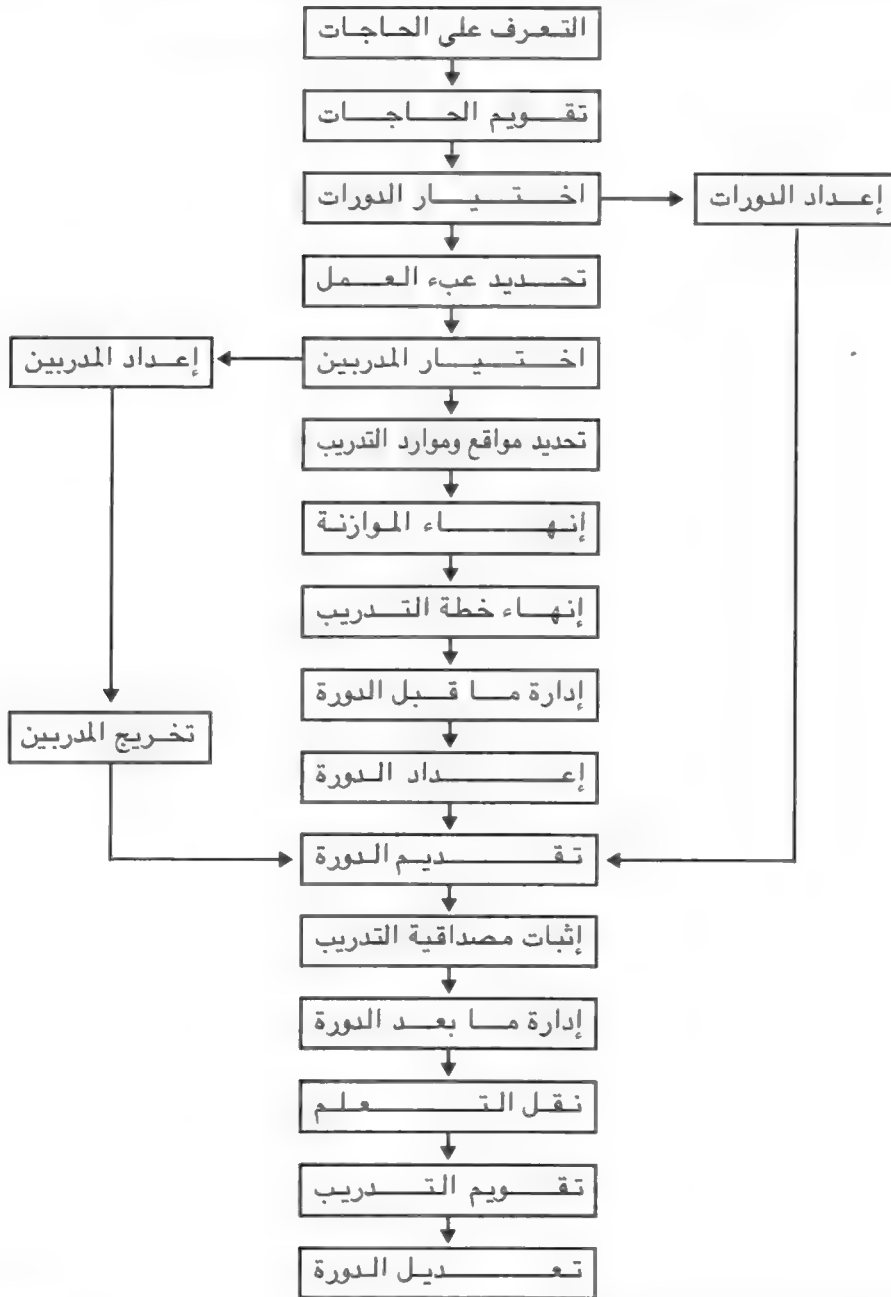 التعرف على الحاجات
تقويم الحاجات
اختيار الدورات
إعداد الدورات
تحديد عبء العمل
اختيار المدربين
إعداد المدربين
تحديد مواقع وموارد التدريب
إنهاء الموازنة
إنهاء خطة التدريب
إدارة ما قبل الدورة
تخريج المدربين
إعداد الدورة
تقديم الدورة
إثبات مصداقية التدريب
إدارة ما بعد الدورة
نقل التعلم
تقويم التدريب
تعديل الدورة